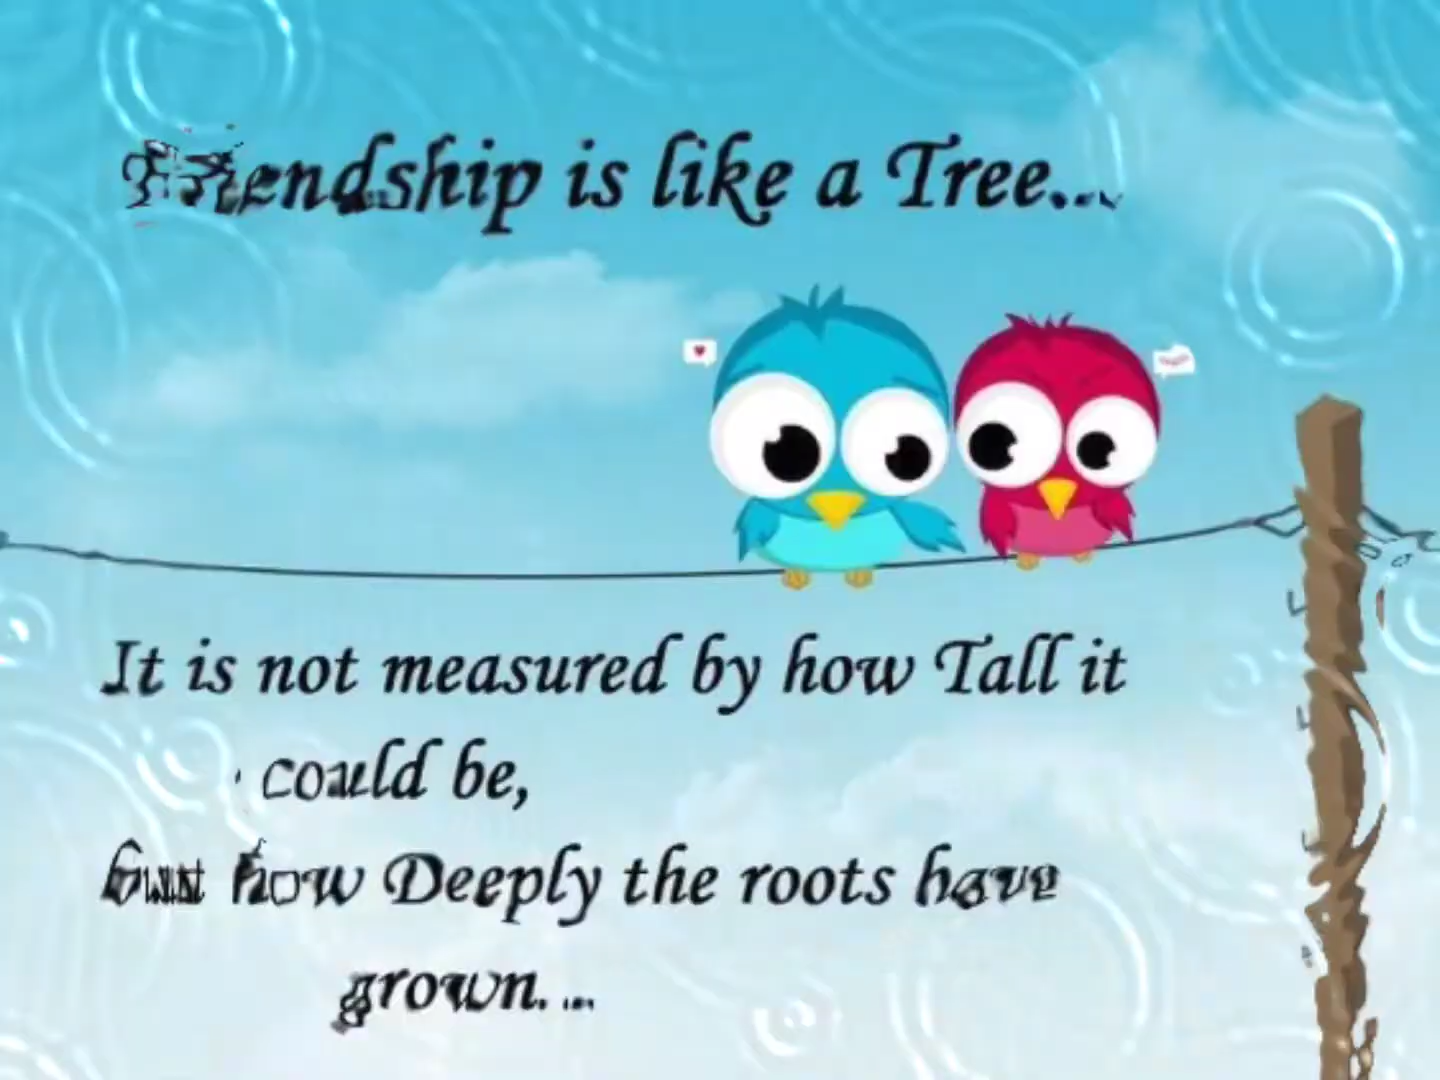 Friendship is like a Tree...
It is not measured by how Tall it
could be,
but how Deeply the roots have
grown....